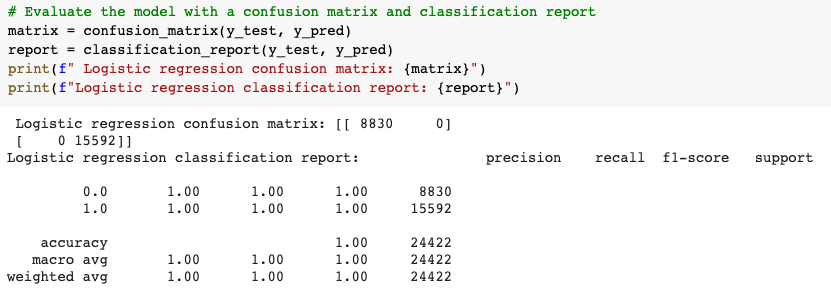 # Evaluate the model with a confusion matrix and classification report
matrix = confusion_matrix(y_test, y_pred)
report = classification_report(y_test, y_pred)
print(f" Logistic regression confusion matrix: {matrix}")
print(f"Logistic regression classification report: {report}")
Logistic regression confusion matrix: [[ 8830     0]
[    0 15592]]
Logistic regression classification report:               precision    recall  f1-score   support
0.0       1.00      1.00      1.00      8830
1.0       1.00      1.00      1.00     15592
accuracy                           1.00     24422
macro avg       1.00      1.00      1.00     24422
weighted avg       1.00      1.00      1.00     24422